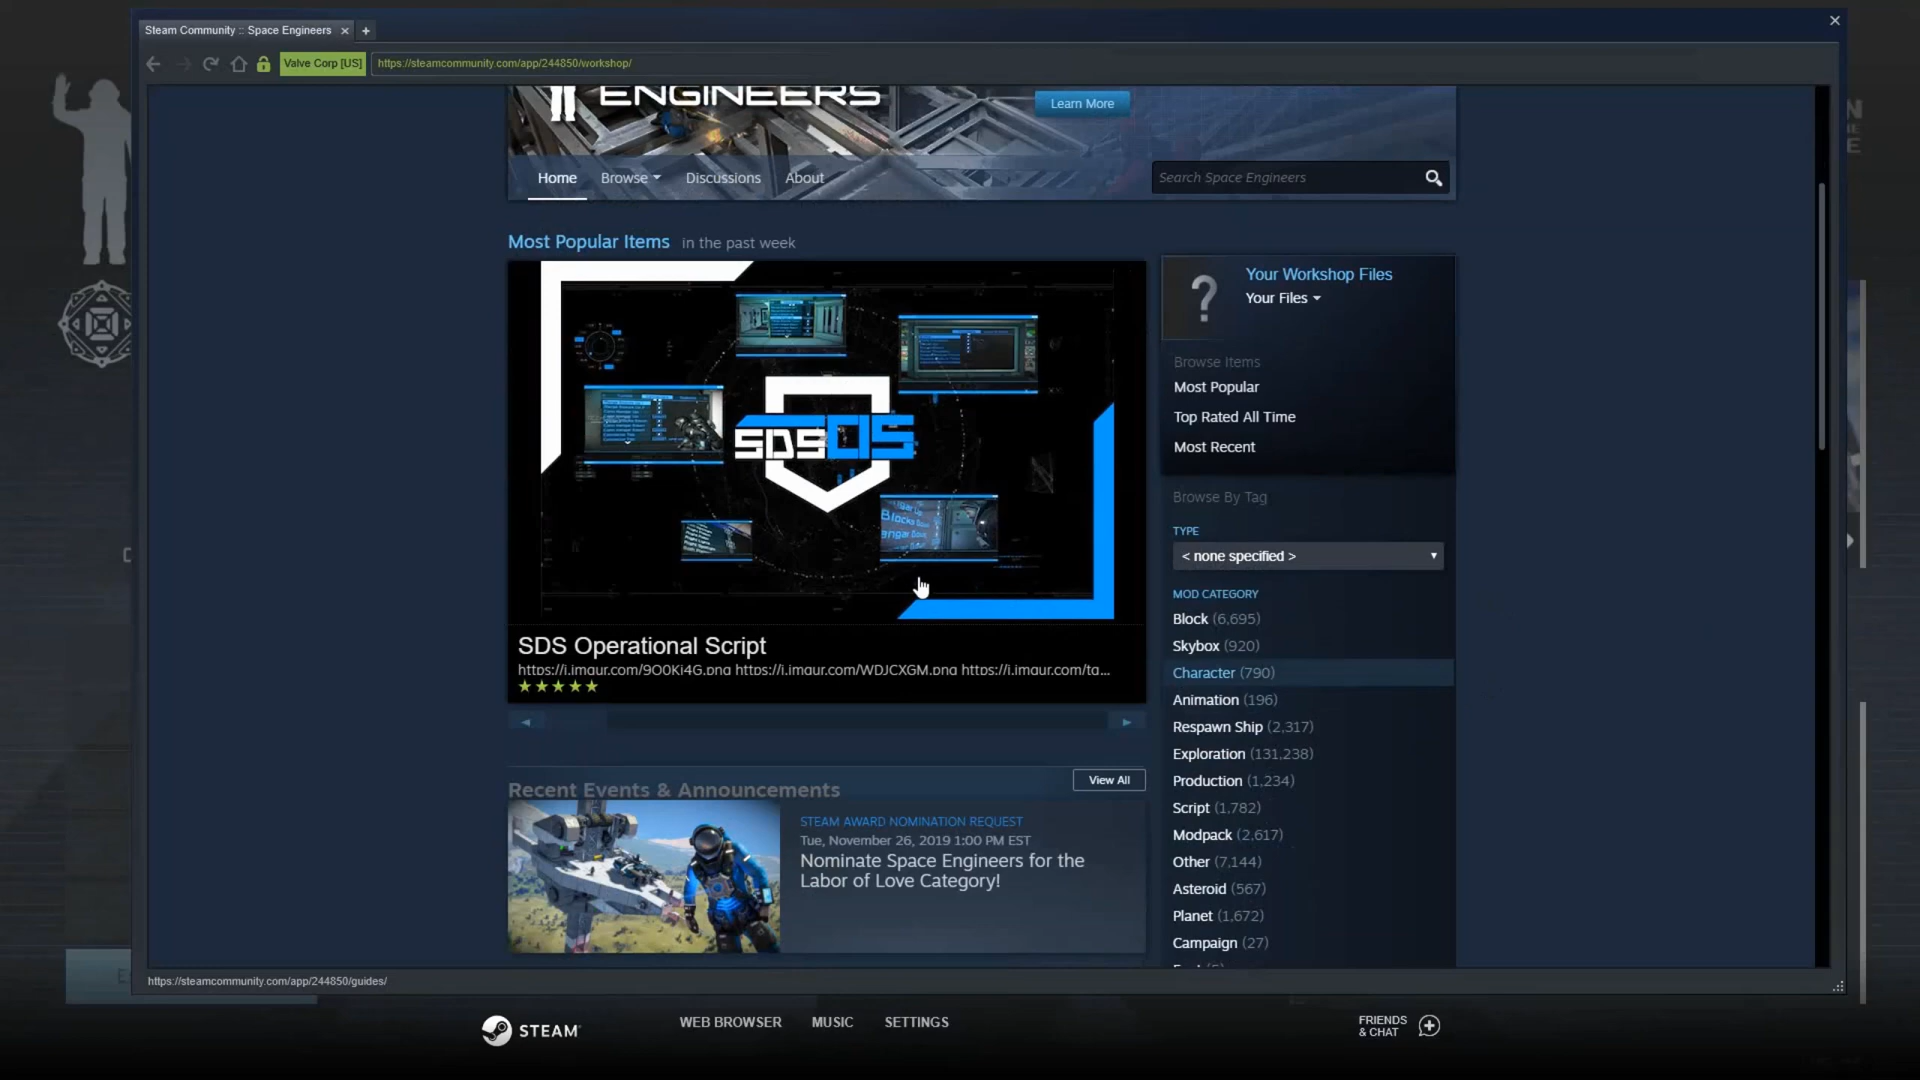 Steam Community :: Space Engineers
Valve Corp [US]
https://steamcommunity.com/app/244850/workshop/
ENGINEERS
Learn More
Home
Browse
Discussions
About
Search Space Engineers
Most Popular Items in the past week
SDSOS
SDS Operational Script
https://i.imgur.com/9O0Ki4G.png https://i.imgur.com/WDJCXGM.png https://i.imgur.com/ta...
Your Workshop Files
Your Files
Browse Items
Most Popular
Top Rated All Time
Most Recent
Browse By Tag
TYPE
< none specified >
MOD CATEGORY
Block (6,695)
Skybox (920)
Character (790)
Animation (196)
Respawn Ship (2,317)
Exploration (131,238)
Production (1,234)
Script (1,782)
Modpack (2,617)
Other (7,144)
Asteroid (567)
Planet (1,672)
Campaign (27)
Recent Events & Announcements
View All
STEAM AWARD NOMINATION REQUEST
Tue, November 26, 2019 1:00 PM EST
Nominate Space Engineers for the
Labor of Love Category!
https://steamcommunity.com/app/244850/guides/
STEAM
WEB BROWSER
MUSIC
SETTINGS
FRIENDS
& CHAT